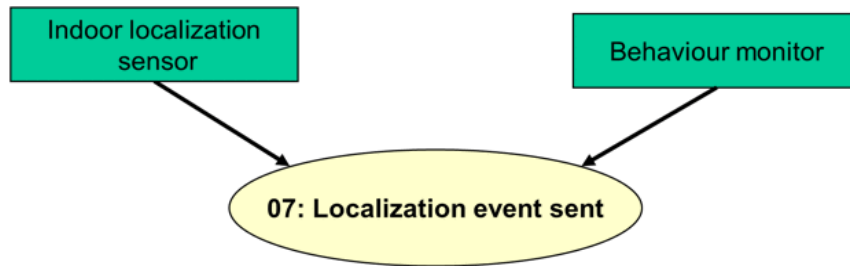 Indoor localization
sensor
Behaviour monitor
07: Localization event sent